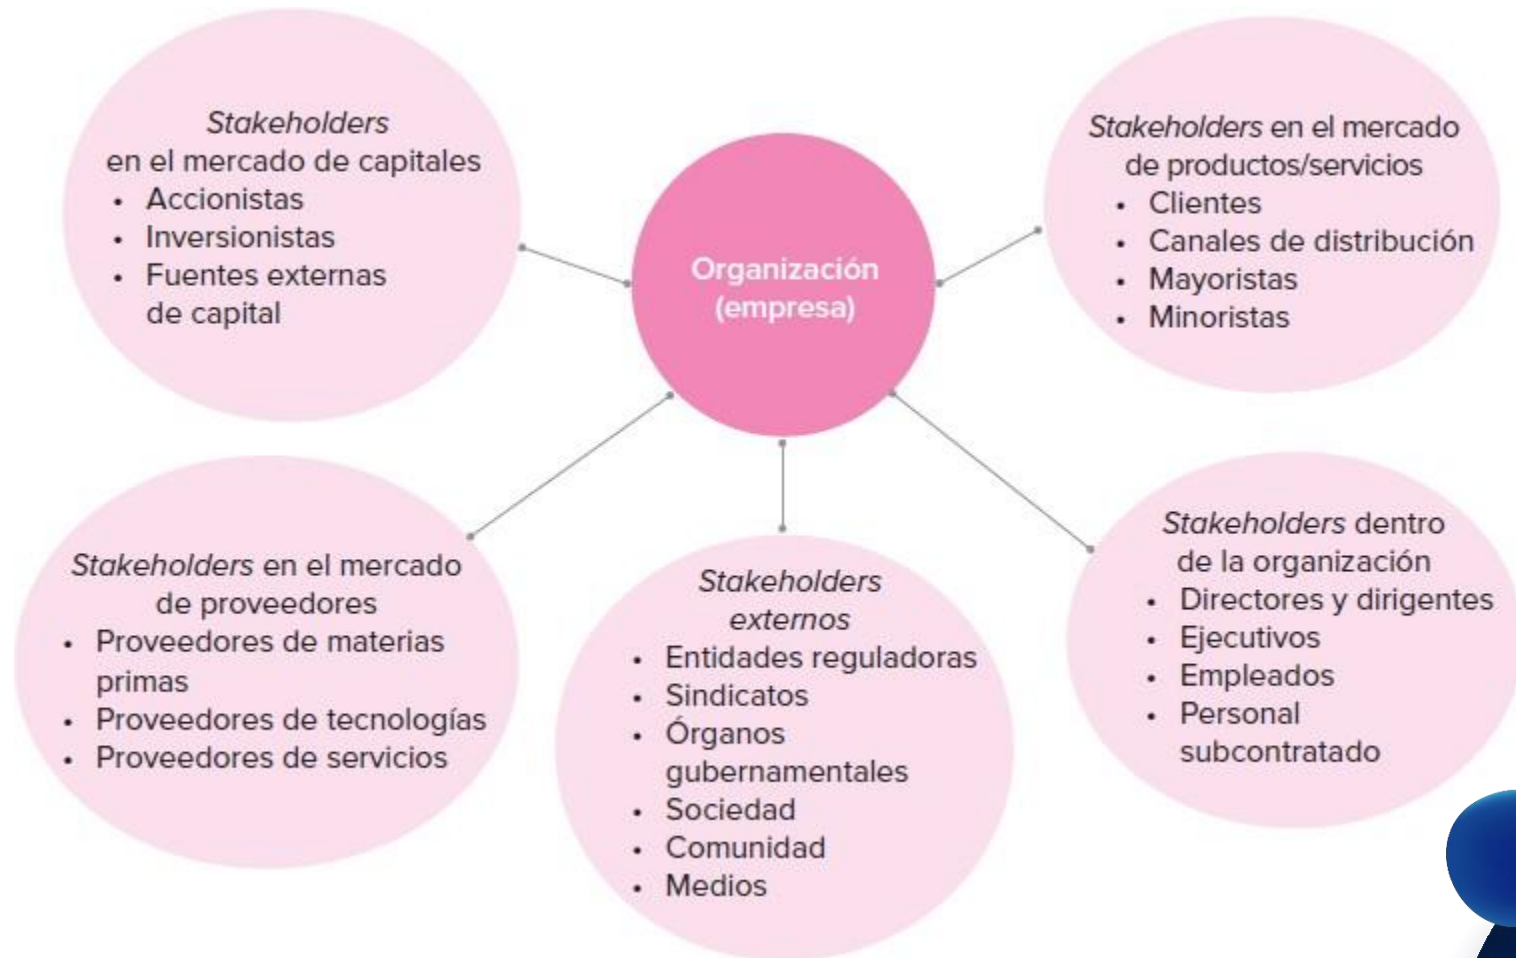 Stakeholders
en el mercado de capitales
• Accionistas
• Inversionistas
• Fuentes externas
de capital
Organización
(empresa)
Stakeholders en el mercado
de productos/servicios
• Clientes
• Canales de distribución
• Mayoristas
• Minoristas
Stakeholders en el mercado
de proveedores
• Proveedores de materias
primas
• Proveedores de tecnologías
• Proveedores de servicios
Stakeholders
externos
• Entidades reguladoras
• Sindicatos
• Órganos
gubernamentales
• Sociedad
• Comunidad
• Medios
Stakeholders dentro
de la organización
• Directores y dirigentes
• Ejecutivos
• Empleados
• Personal
subcontratado